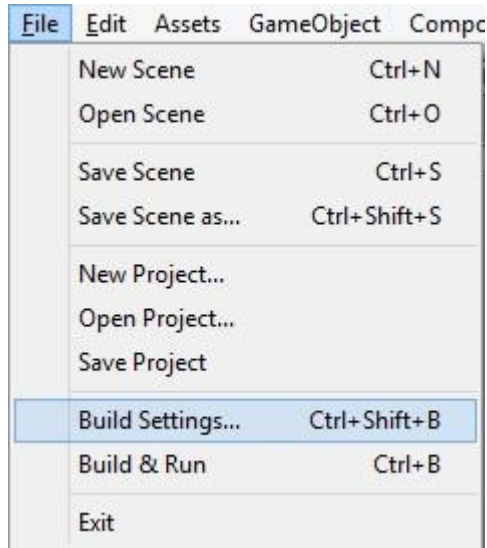 File Edit Assets GameObject Compo
New Scene Ctrl+N
Open Scene Ctrl+O
Save Scene Ctrl+S
Save Scene as... Ctrl+Shift+S
New Project...
Open Project...
Save Project
Build Settings... Ctrl+Shift+B
Build & Run Ctrl+B
Exit